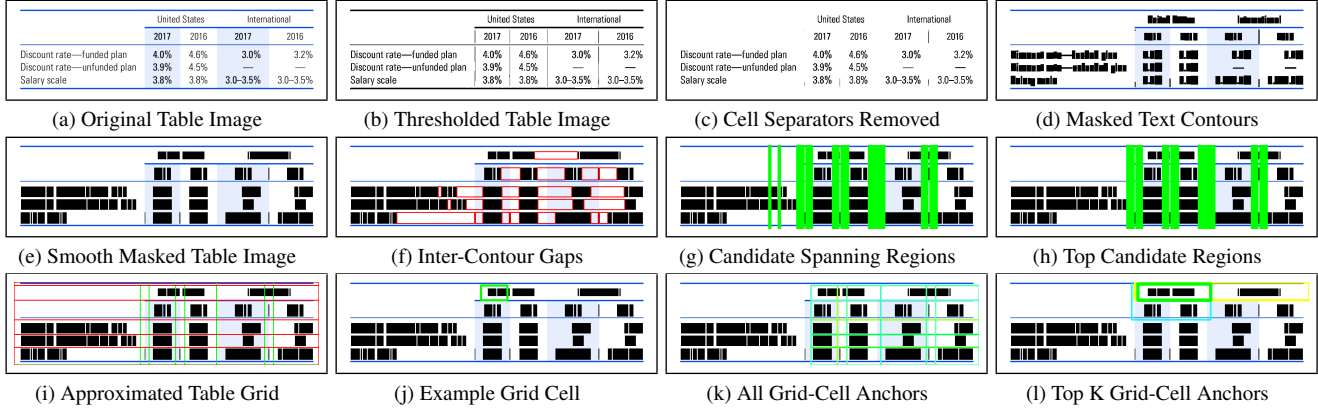 United States International
2017 2016 2017 2016
Discount rate—funded plan 4.0% 4.6% 3.0% 3.2%
Discount rate—unfunded plan 3.9% 4.5% — —
Salary scale 3.8% 3.8% 3.0–3.5% 3.0–3.5%
(a) Original Table Image
United States International
2017 2016 2017 2016
Discount rate—funded plan 4.0% 4.6% 3.0% 3.2%
Discount rate—unfunded plan 3.9% 4.5% — —
Salary scale 3.8% 3.8% 3.0–3.5% 3.0–3.5%
(b) Thresholded Table Image
United States International
2017 2016 2017 2016
Discount rate—funded plan 4.0% 4.6% 3.0% 3.2%
Discount rate—unfunded plan 3.9% 4.5% — —
Salary scale 3.8% 3.8% 3.0–3.5% 3.0–3.5%
(c) Cell Separators Removed
(d) Masked Text Contours
(e) Smooth Masked Table Image
(f) Inter-Contour Gaps
(g) Candidate Spanning Regions
(h) Top Candidate Regions
(i) Approximated Table Grid
(j) Example Grid Cell
(k) All Grid-Cell Anchors
(l) Top K Grid-Cell Anchors